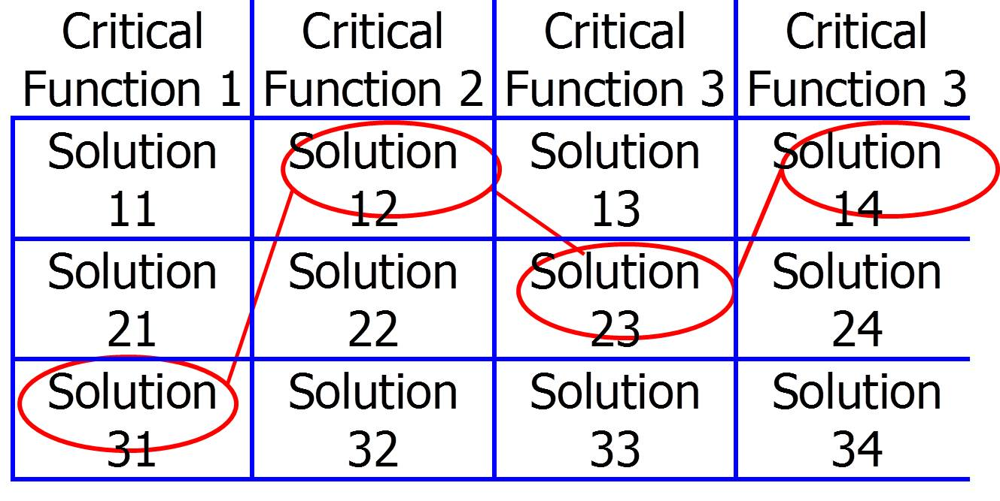 Critical Critical Critical Critical
Function 1 Function 2 Function 3 Function 3
Solution Solution Solution Solution
11 12 13 14
Solution Solution Solution Solution
21 22 23 24
Solution Solution Solution Solution
31 32 33 34